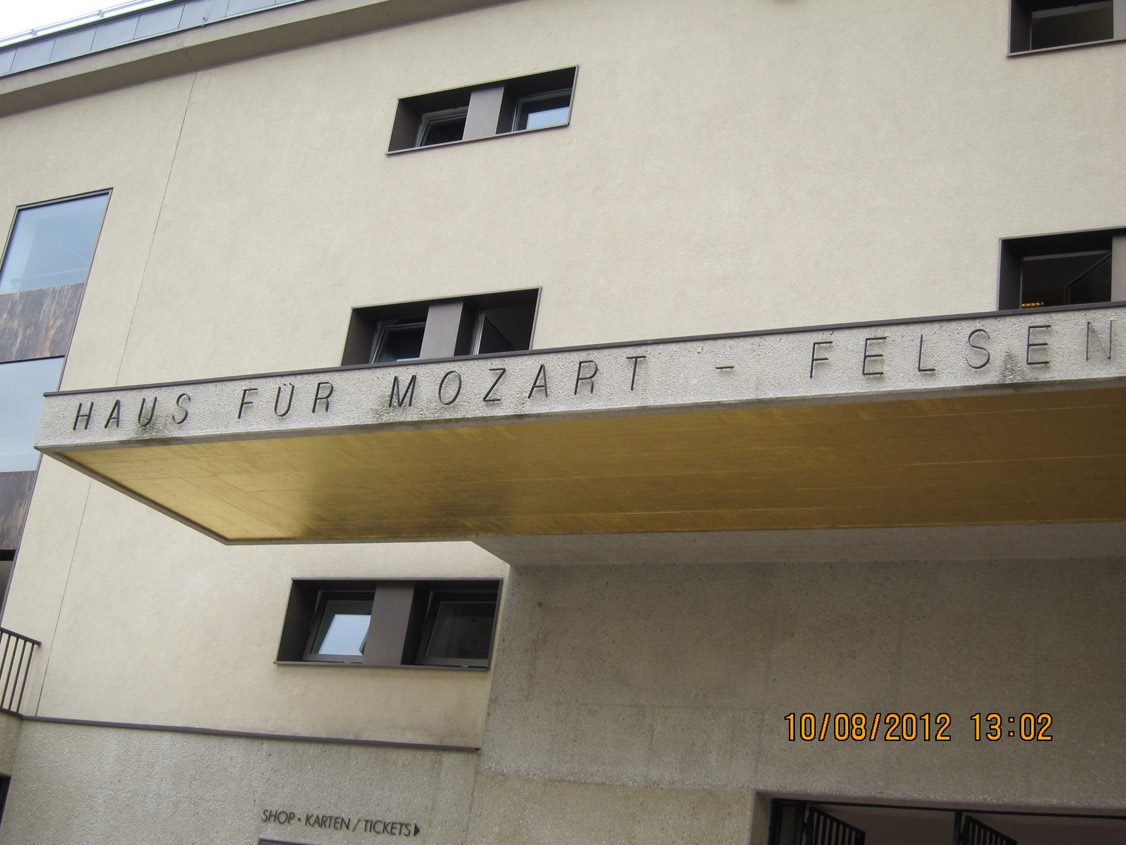 HAUS FÜR MOZART – FELSEN
10/08/2012 13:02
SHOP • KARTEN / TICKETS ▶